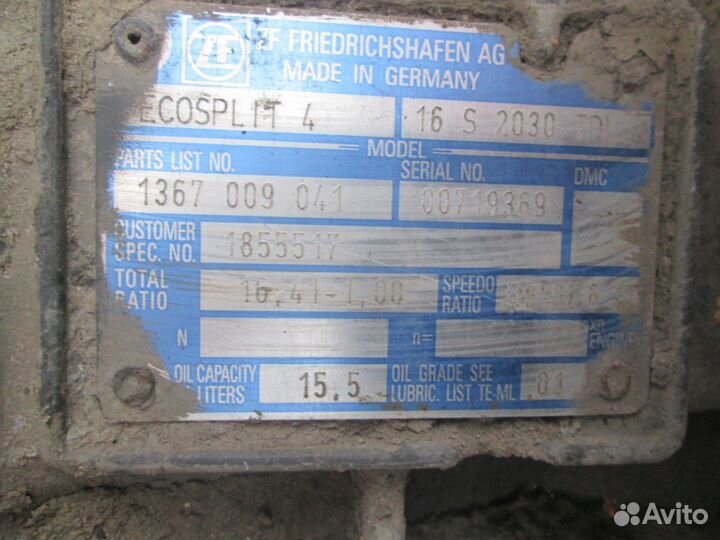 ZF
ZF FRIEDRICHSHAFEN AG
MADE IN GERMANY
ECOSPLIT 4 16 S 2030
MODEL
PARTS LIST NO. SERIAL NO. DMC
1367 009 041 00719369
CUSTOMER
SPEC. NO. 1855517
TOTAL
RATIO 16,41-1,00 SPEEDO
RATIO
N n= ENGINE
OIL CAPACITY
LITERS 15.5 OIL GRADE SEE
LUBRIC. LIST TE-ML 01
Avito